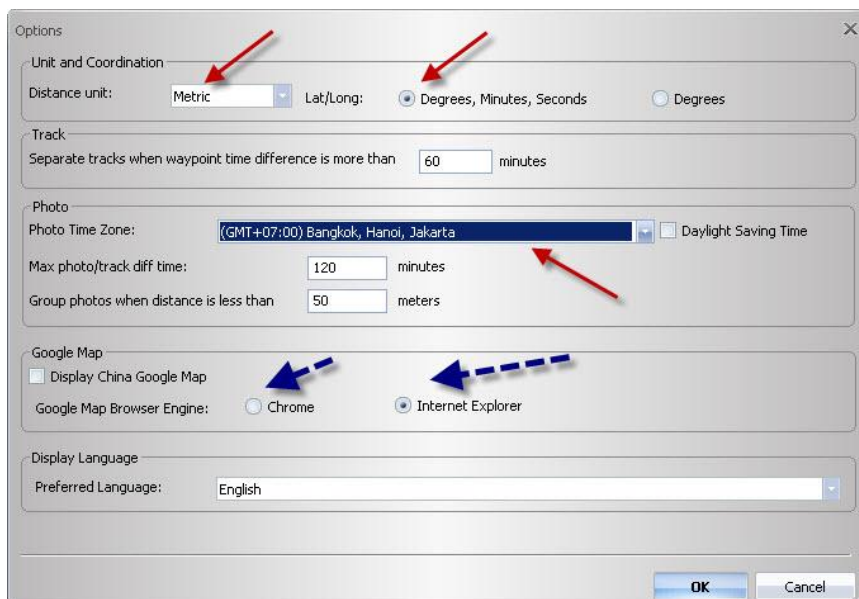 Options
Unit and Coordination
Distance unit: Metric Lat/Long: Degrees, Minutes, Seconds Degrees
Track
Separate tracks when waypoint time difference is more than 60 minutes
Photo
Photo Time Zone: (GMT+07:00) Bangkok, Hanoi, Jakarta Daylight Saving Time
Max photo/track diff time: 120 minutes
Group photos when distance is less than 50 meters
Google Map
Display China Google Map
Google Map Browser Engine: Chrome Internet Explorer
Display Language
Preferred Language: English
OK Cancel